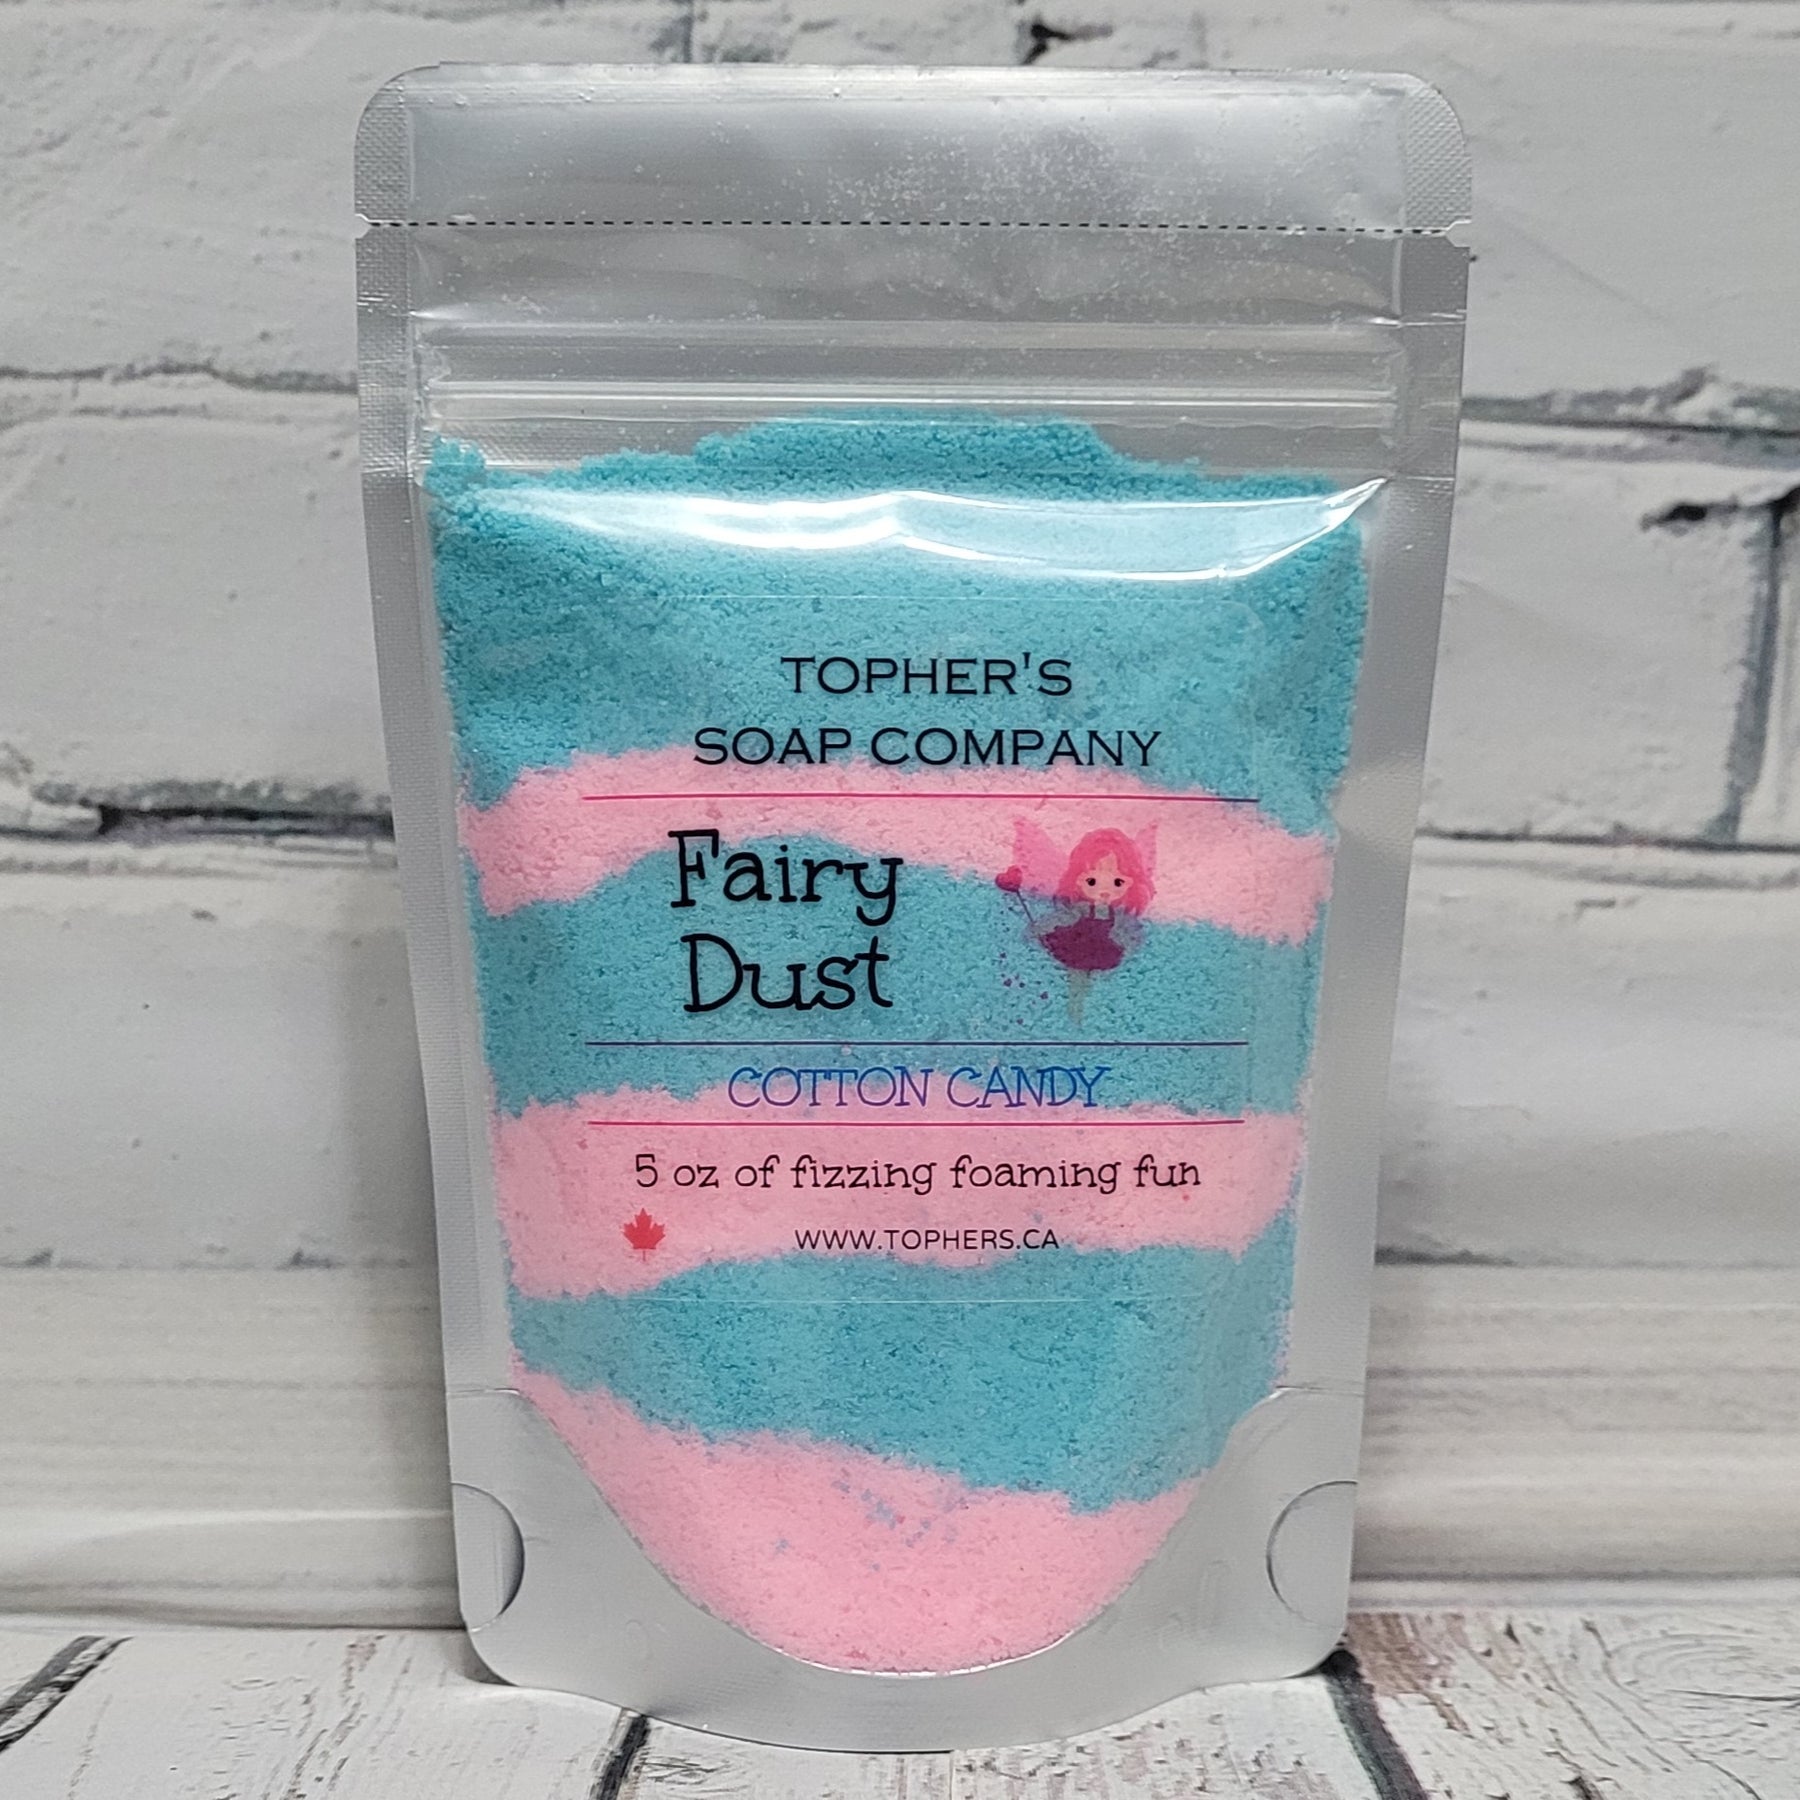 TOPHER'S
SOAP COMPANY
Fairy
Dust
COTTON CANDY
5 oz of fizzing foaming fun
WWW.TOPHERS.CA